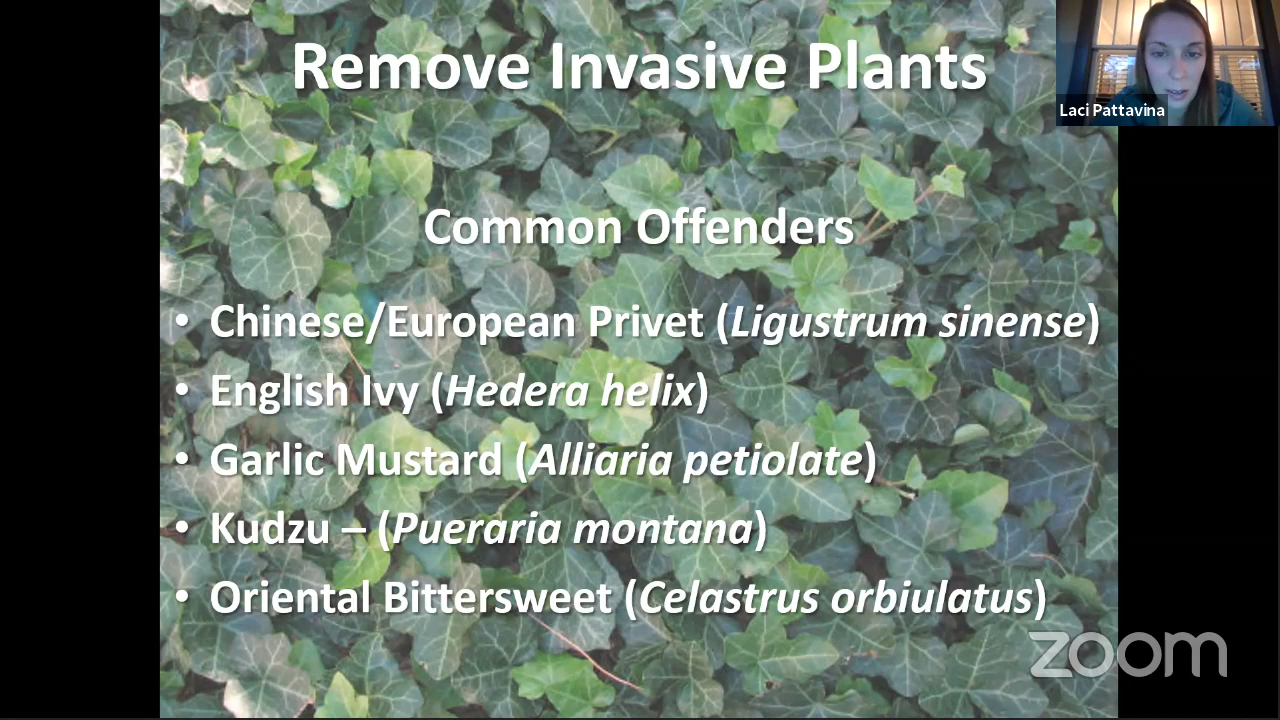 Remove Invasive Plants
Laci Pattavina
Common Offenders
• Chinese/European Privet (Ligustrum sinense)
• English Ivy (Hedera helix)
• Garlic Mustard (Alliaria petiolate)
• Kudzu – (Pueraria montana)
• Oriental Bittersweet (Celastrus orbiulatus)
zoom